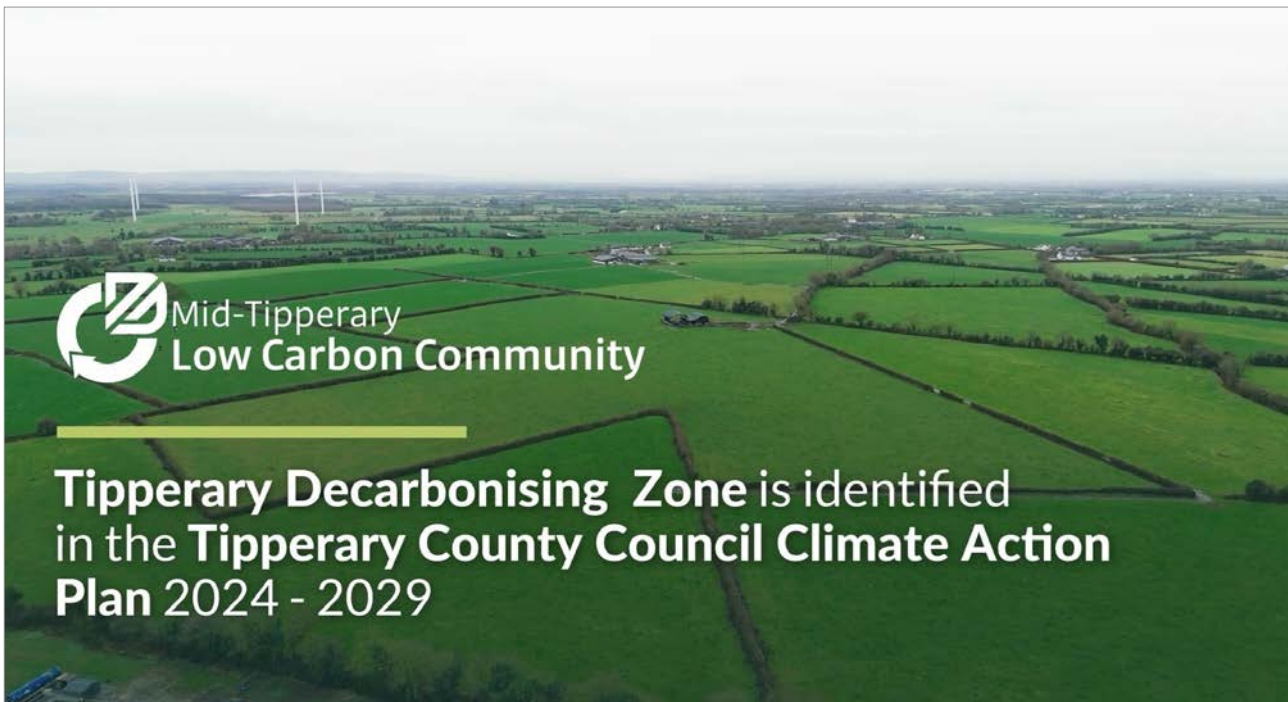 Mid-Tipperary
Low Carbon Community
Tipperary Decarbonising Zone is identified
in the Tipperary County Council Climate Action
Plan 2024 - 2029